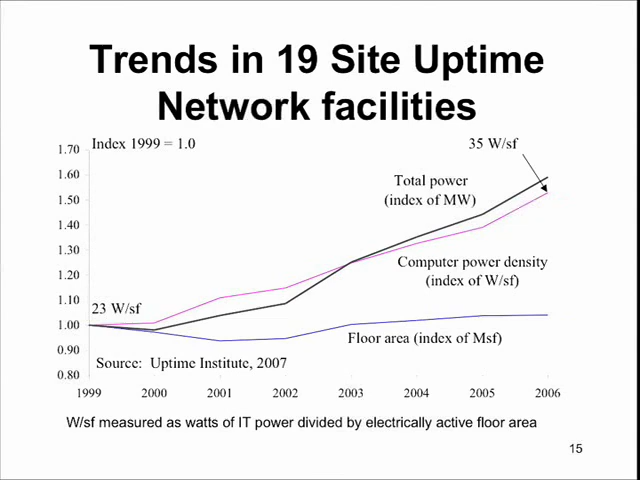 Trends in 19 Site Uptime
Network facilities
Index 1999 = 1.0
35 W/sf
1.70
1.60
1.50
1.40
1.30
1.20
1.10
1.00
0.90
0.80
Total power
(index of MW)
Computer power density
(index of W/sf)
23 W/sf
Floor area (index of Msf)
Source: Uptime Institute, 2007
1999 2000 2001 2002 2003 2004 2005 2006
W/sf measured as watts of IT power divided by electrically active floor area
15